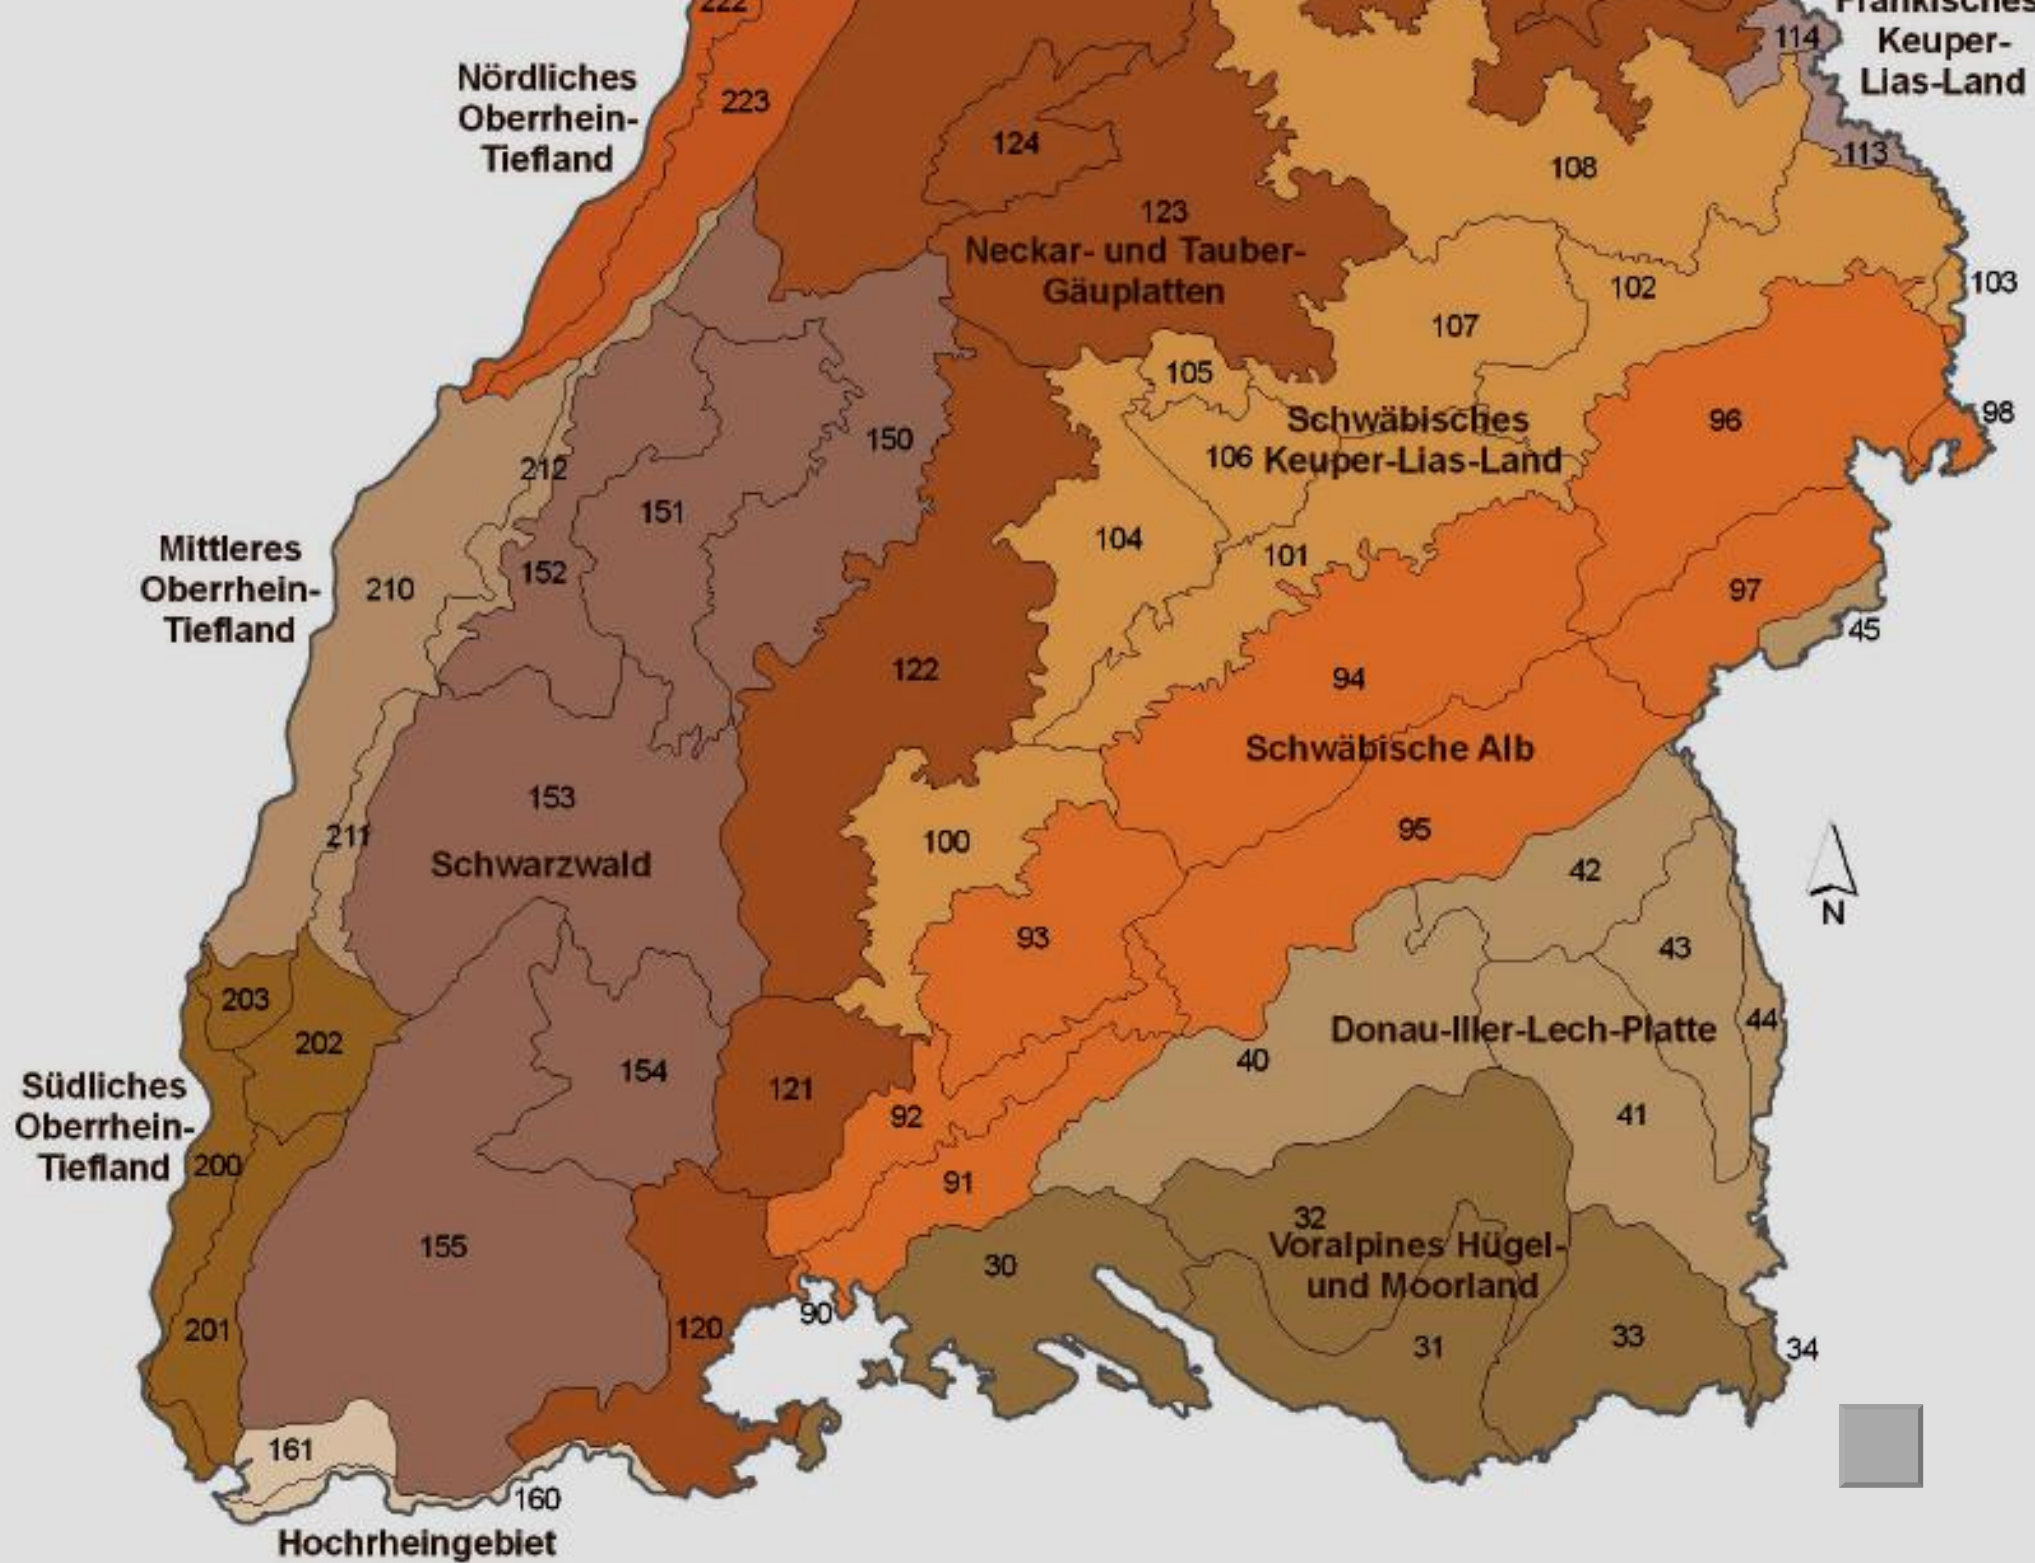 222
Fränkisches
Keuper-
Lias-Land
114
Nördliches
Oberrhein-
Tiefland
223
124
108
113
123
Neckar- und Tauber-
Gäuplatten
103
102
107
105
98
96
Schwäbisches
Keuper-Lias-Land
106
150
212
151
104
101
Mittleres
Oberrhein-
Tiefland
210
152
97
45
122
94
Schwäbische Alb
153
211
Schwarzwald
100
95
42
N
93
43
203
202
44
Donau-Iller-Lech-Platte
40
154
121
92
41
Südliches
Oberrhein-
Tiefland
200
91
155
32
Voralpines Hügel-
und Moorland
30
90
201
120
31
33
34
161
160
Hochrheingebiet